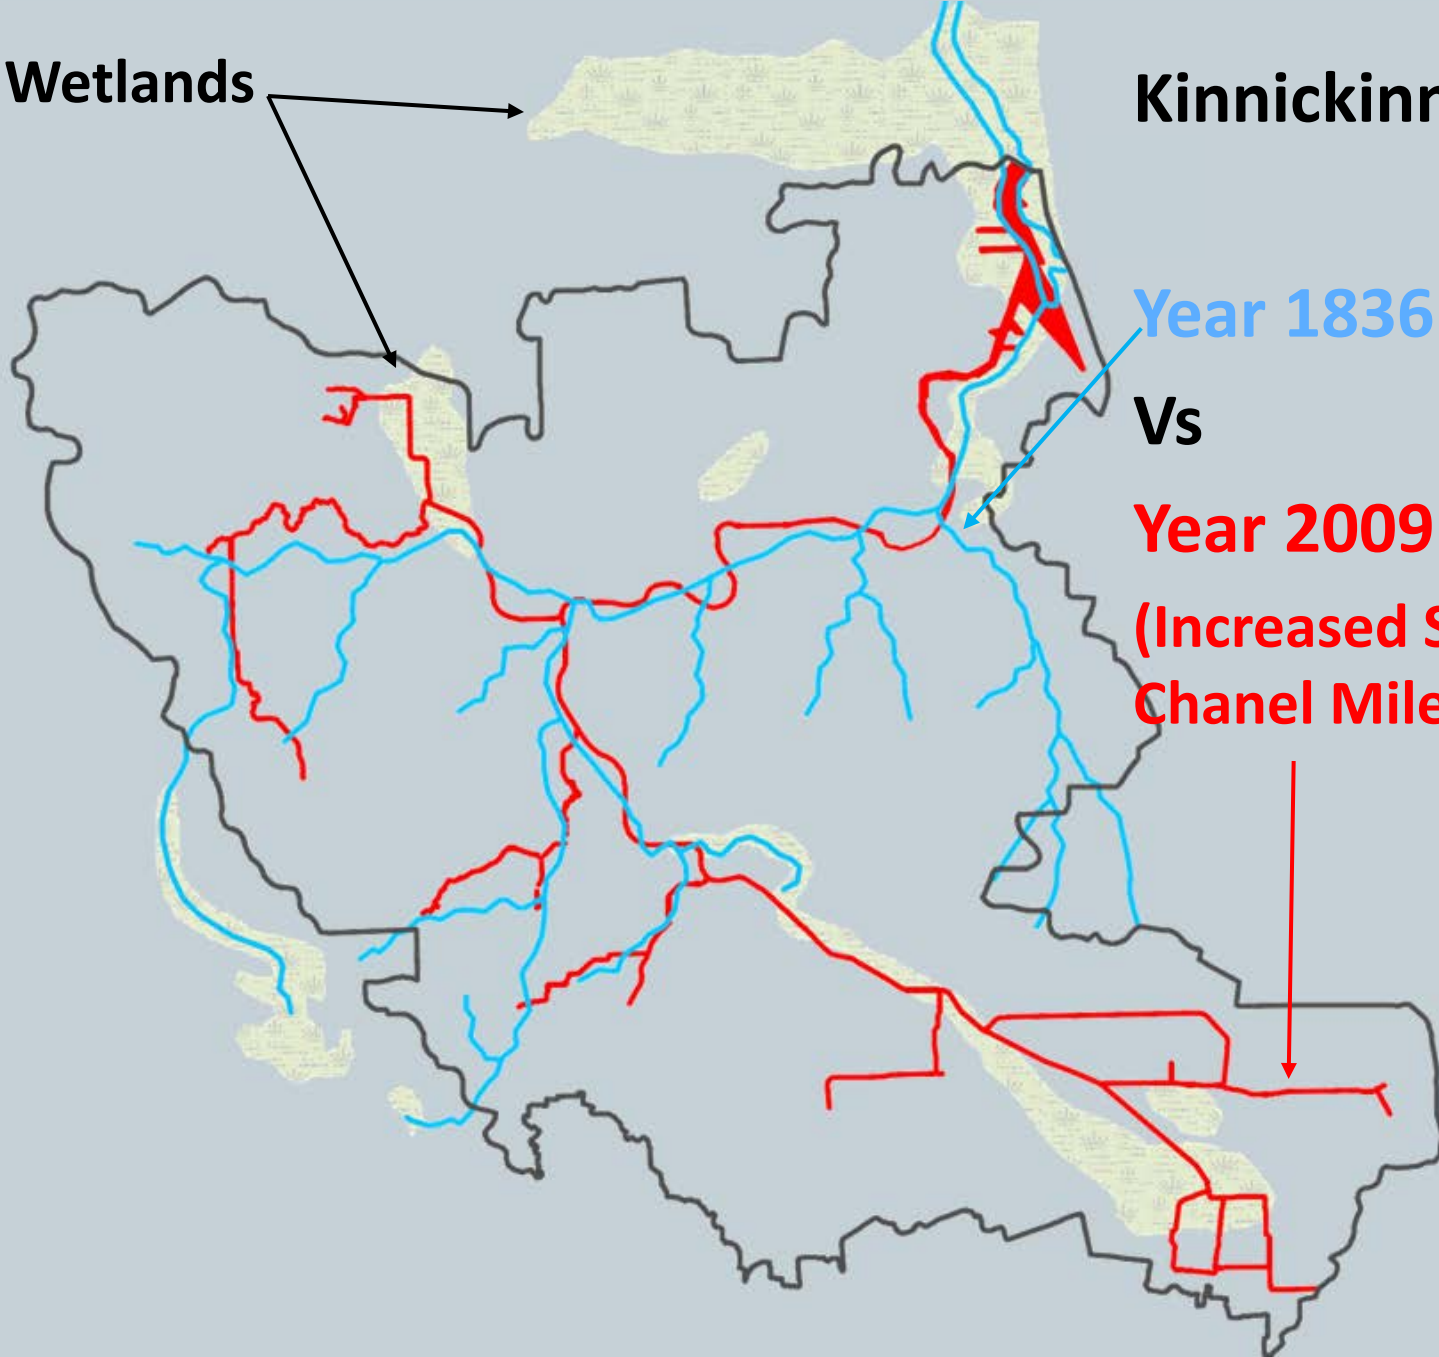 Wetlands
Kinnickinn
Year 1836
Vs
Year 2009
(Increased S
Chanel Mile